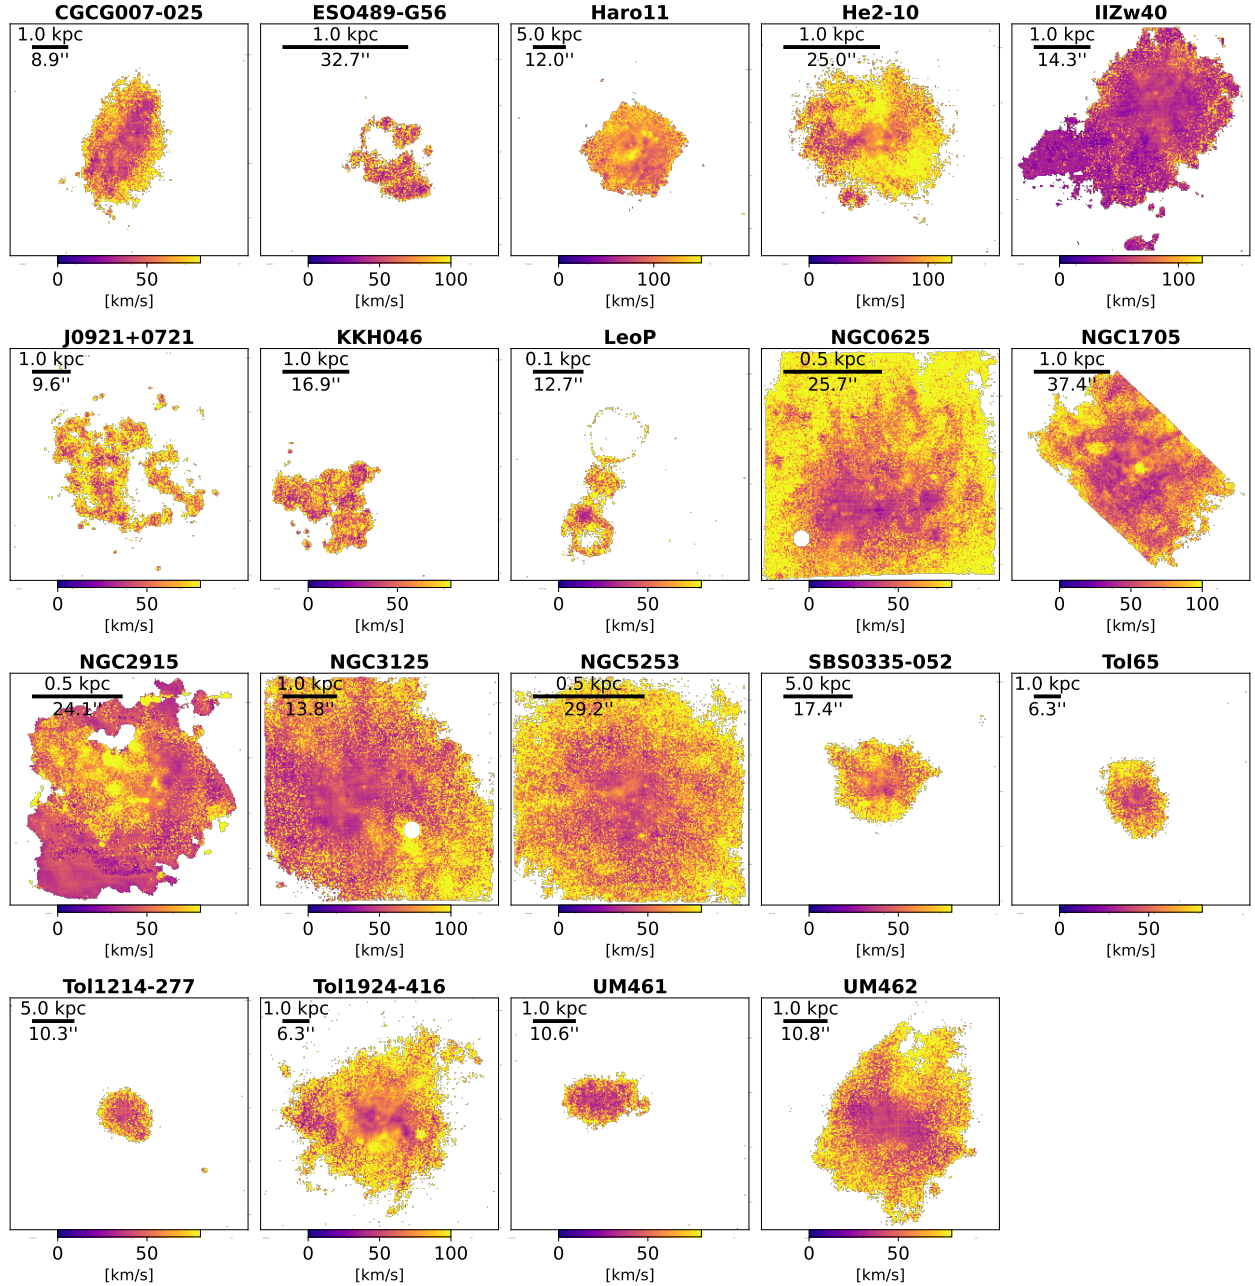 CGCG007-025 ESO489-G56 Haro11 He2-10 IIZw40
1.0 kpc 1.0 kpc 5.0 kpc 1.0 kpc 1.0 kpc
8.9'' 32.7'' 12.0'' 25.0'' 14.3''
0 50 0 50 100 0 100 0 100 0 100
[km/s] [km/s] [km/s] [km/s] [km/s]
J0921+0721 KKH046 LeoP NGC0625 NGC1705
1.0 kpc 1.0 kpc 0.1 kpc 0.5 kpc 1.0 kpc
9.6'' 16.9'' 12.7'' 25.7'' 37.4''
0 50 0 50 0 50 0 50 0 50 100
[km/s] [km/s] [km/s] [km/s] [km/s]
NGC2915 NGC3125 NGC5253 SBS0335-052 Tol65
0.5 kpc 1.0 kpc 0.5 kpc 5.0 kpc 1.0 kpc
24.1'' 13.8'' 29.2'' 17.4'' 6.3''
0 50 0 50 100 0 50 0 50 0 50
[km/s] [km/s] [km/s] [km/s] [km/s]
Tol1214-277 Tol1924-416 UM461 UM462
5.0 kpc 1.0 kpc 1.0 kpc 1.0 kpc
10.3'' 6.3'' 10.6'' 10.8''
0 50 0 50 100 0 50 0 50
[km/s] [km/s] [km/s] [km/s]